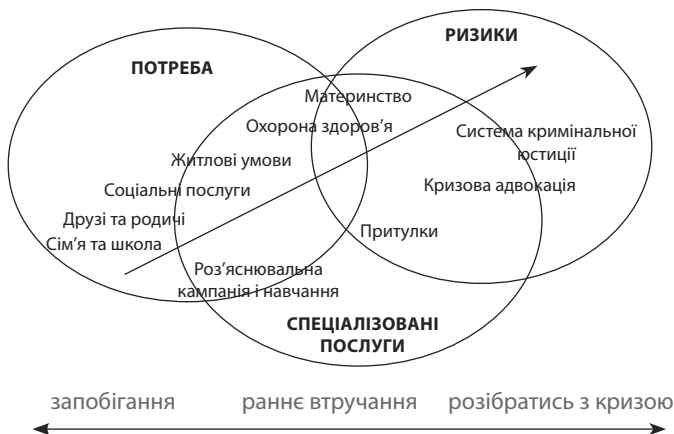 РИЗИКИ
ПОТРЕБА
Материнство
Охорона здоров'я
Система кримінальної
юстиції
Житлові умови
Кризова адвокація
Соціальні послуги
Друзі та родичі
Притулки
Сім'я та школа
Роз'яснювальна
кампанія і навчання
СПЕЦІАЛІЗОВАНІ
ПОСЛУГИ
запобігання раннє втручання розібратись з кризою